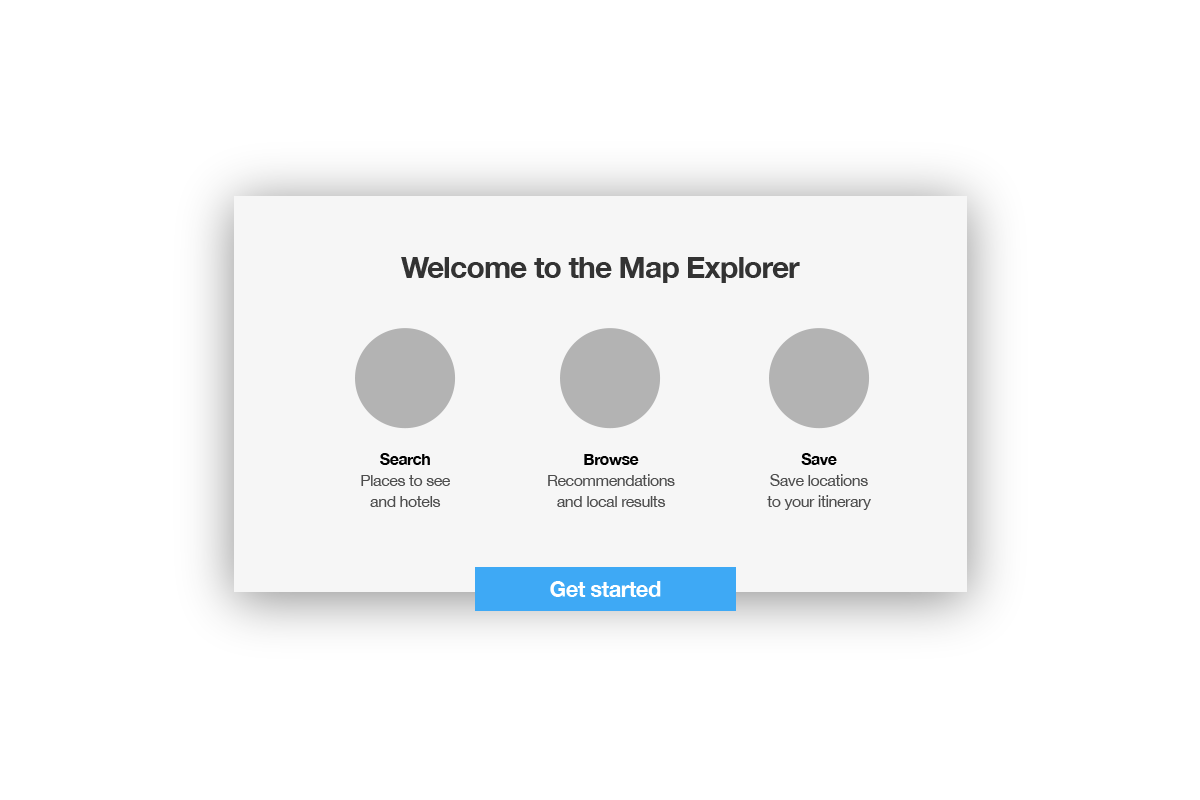 Welcome to the Map Explorer
Search
Places to see
and hotels
Browse
Recommendations
and local results
Save
Save locations
to your itinerary
Get started